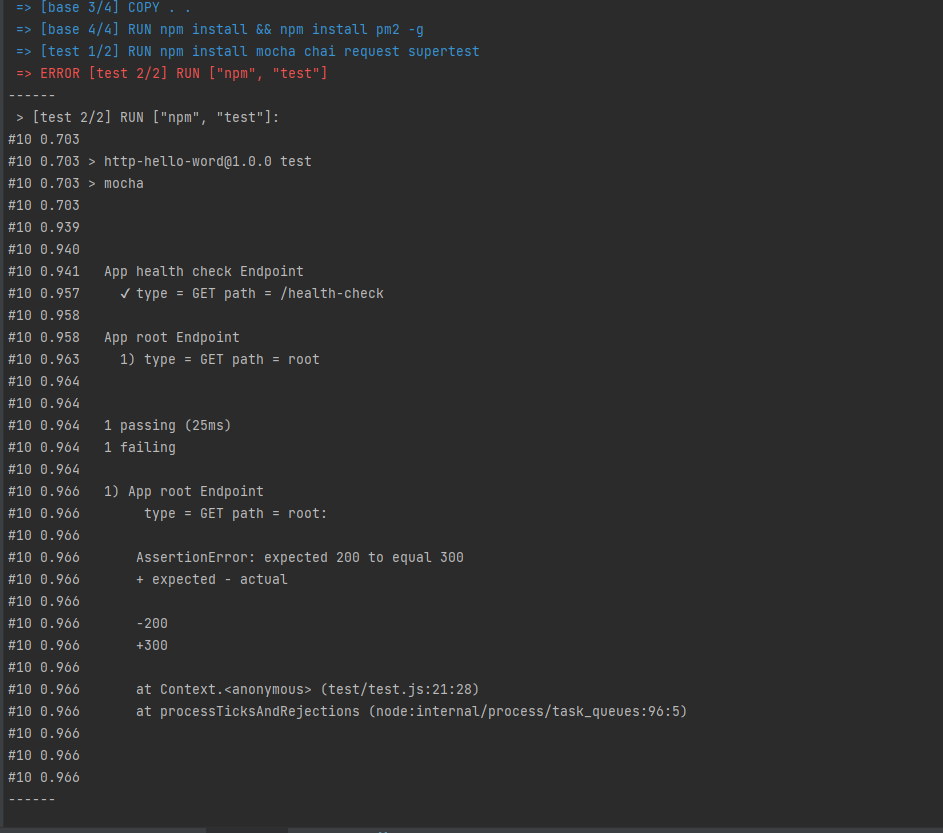 => [base 3/4] COPY . .
=> [base 4/4] RUN npm install && npm install pm2 -g
=> [test 1/2] RUN npm install mocha chai request supertest
=> ERROR [test 2/2] RUN ["npm", "test"]
------
> [test 2/2] RUN ["npm", "test"]:
#10 0.703
#10 0.703 > http-hello-word@1.0.0 test
#10 0.703 > mocha
#10 0.703
#10 0.939
#10 0.940
#10 0.941   App health check Endpoint
#10 0.957     ✓ type = GET path = /health-check
#10 0.958
#10 0.958   App root Endpoint
#10 0.963     1) type = GET path = root
#10 0.964
#10 0.964
#10 0.964   1 passing (25ms)
#10 0.964   1 failing
#10 0.964
#10 0.966   1) App root Endpoint
#10 0.966        type = GET path = root:
#10 0.966
#10 0.966       AssertionError: expected 200 to equal 300
#10 0.966       + expected - actual
#10 0.966
#10 0.966       -200
#10 0.966       +300
#10 0.966
#10 0.966       at Context.<anonymous> (test/test.js:21:28)
#10 0.966       at processTicksAndRejections (node:internal/process/task_queues:96:5)
#10 0.966
#10 0.966
#10 0.966
------